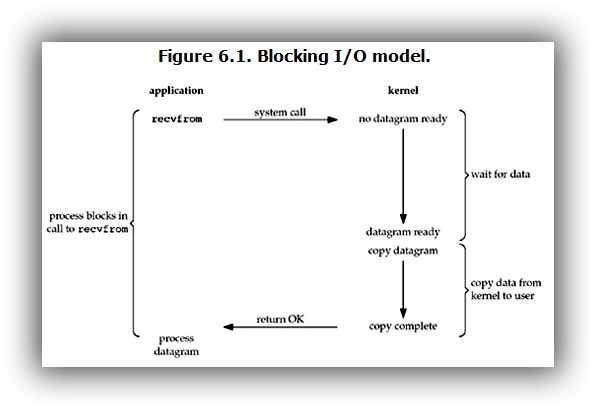 Figure 6.1. Blocking I/O model.
application
kernel
recvfrom
system call
no datagram ready
wait for data
process blocks in
call to recvfrom
datagram ready
copy datagram
copy data from
kernel to user
return OK
copy complete
process
datagram